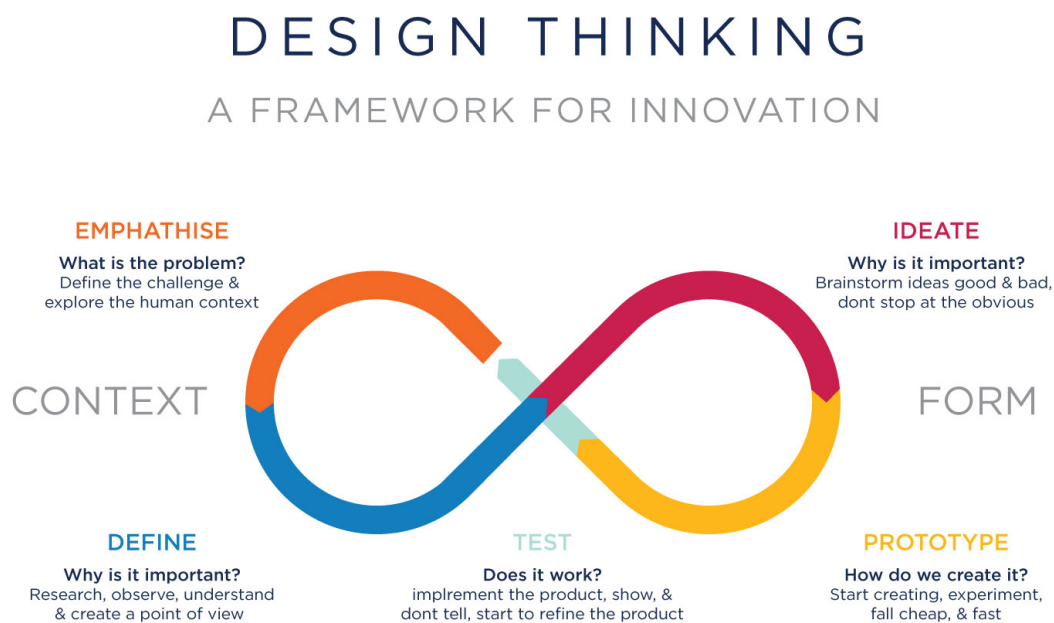 DESIGN THINKING
A FRAMEWORK FOR INNOVATION
EMPHATHISE
What is the problem?
Define the challenge &
explore the human context
IDEATE
Why is it important?
Brainstorm ideas good & bad,
dont stop at the obvious
CONTEXT
FORM
DEFINE
Why is it important?
Research, observe, understand
& create a point of view
TEST
Does it work?
imprlement the product, show, &
dont tell, start to refine the product
PROTOTYPE
How do we create it?
Start creating, experiment,
fall cheap, & fast